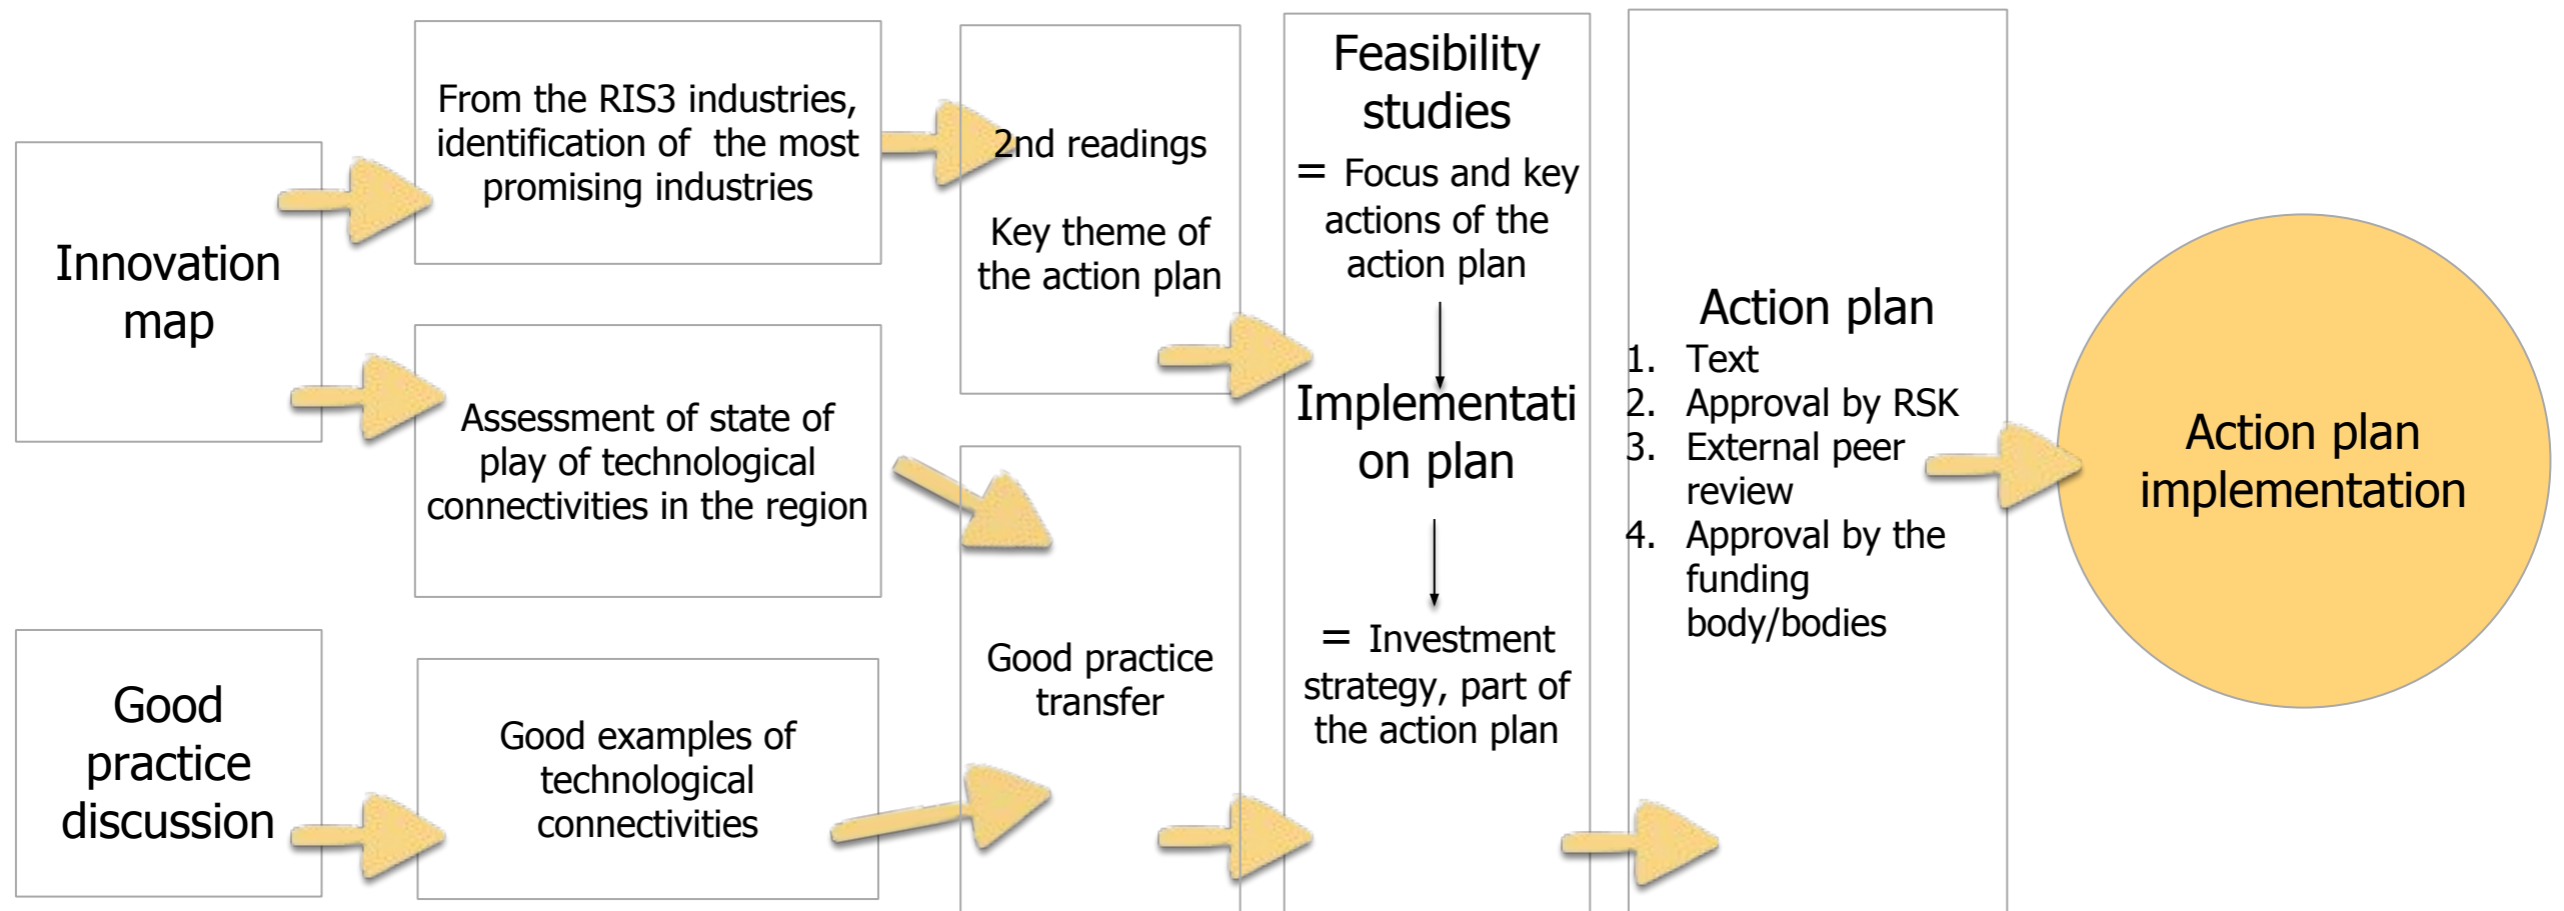 Innovation
map
Good
practice
discussion
From the RIS3 industries,
identification of  the most
promising industries
Assessment of state of
play of technological
connectivities in the region
Good examples of
technological
connectivities
2nd readings
Key theme of
the action plan
Good practice
transfer
Feasibility
studies
= Focus and key
actions of the
action plan
Implementati
on plan
= Investment
strategy, part of
the action plan
Action plan
1. Text
2. Approval by RSK
3. External peer
review
4. Approval by the
funding
body/bodies
Action plan
implementation